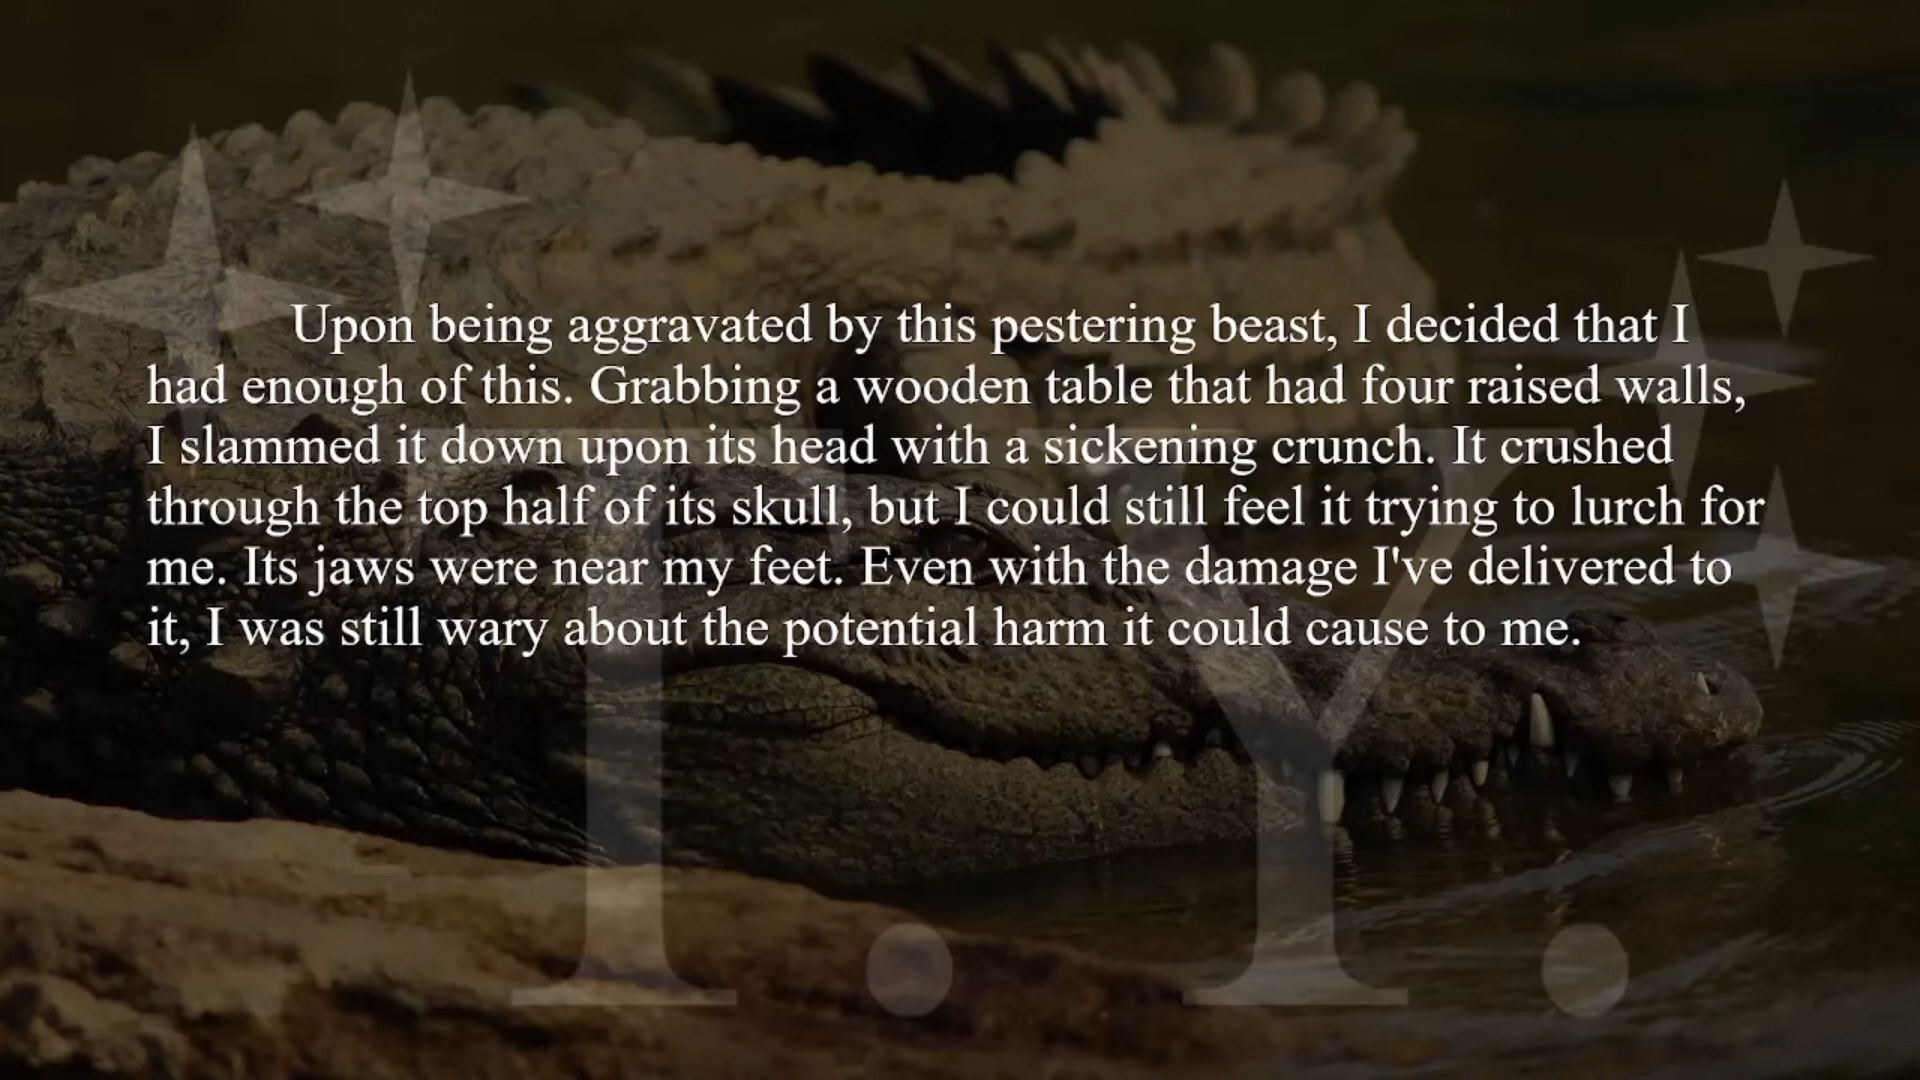 Upon being aggravated by this pestering beast, I decided that I
had enough of this. Grabbing a wooden table that had four raised walls,
I slammed it down upon its head with a sickening crunch. It crushed
through the top half of its skull, but I could still feel it trying to lurch for
me. Its jaws were near my feet. Even with the damage I've delivered to
it, I was still wary about the potential harm it could cause to me.
I. Y.